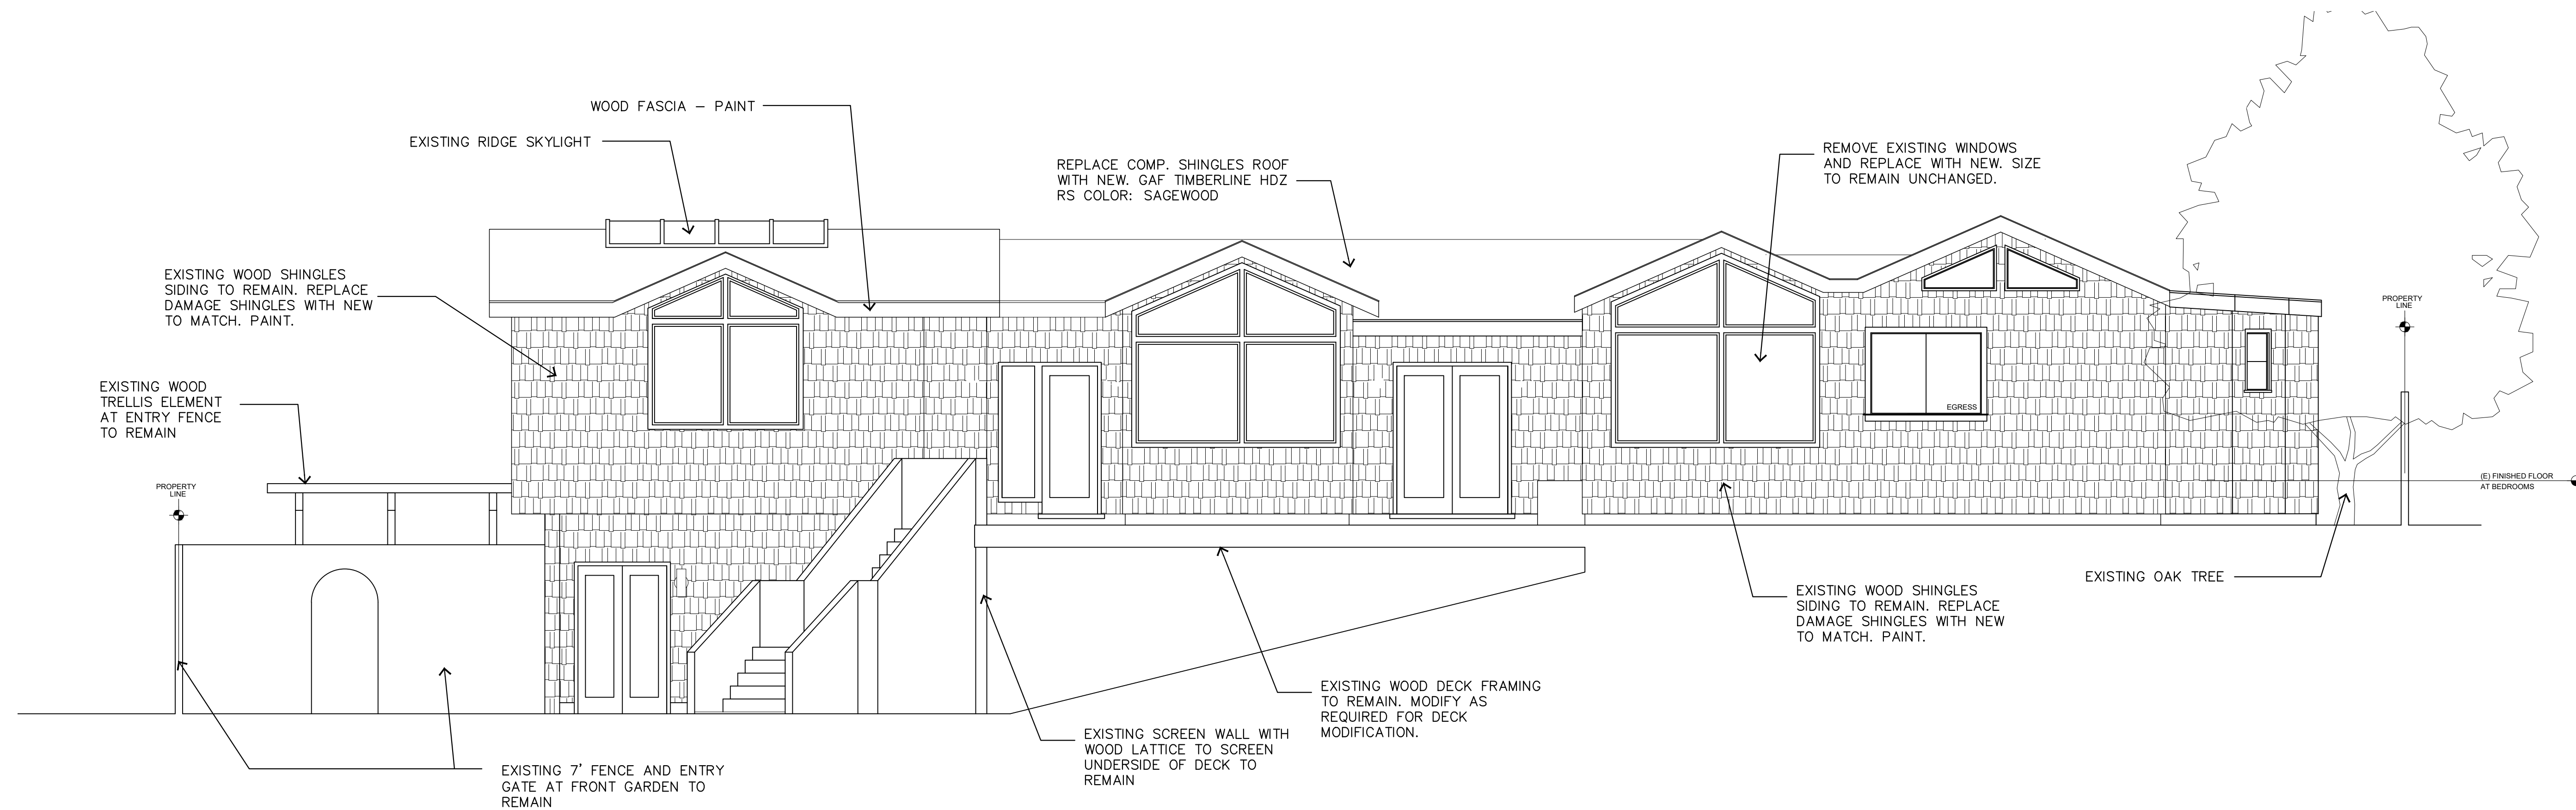 WOOD FASCIA – PAINT
EXISTING RIDGE SKYLIGHT
REPLACE COMP. SHINGLES ROOF
WITH NEW. GAF TIMBERLINE HDZ
RS COLOR: SAGEWOOD
REMOVE EXISTING WINDOWS
AND REPLACE WITH NEW. SIZE
TO REMAIN UNCHANGED.
EXISTING WOOD SHINGLES
SIDING TO REMAIN. REPLACE
DAMAGE SHINGLES WITH NEW
TO MATCH. PAINT.
PROPERTY
LINE
EXISTING WOOD
TRELLIS ELEMENT
AT ENTRY FENCE
TO REMAIN
EGRESS
PROPERTY
LINE
(E) FINISHED FLOOR
AT BEDROOMS
EXISTING OAK TREE
EXISTING WOOD SHINGLES
SIDING TO REMAIN. REPLACE
DAMAGE SHINGLES WITH NEW
TO MATCH. PAINT.
EXISTING WOOD DECK FRAMING
TO REMAIN. MODIFY AS
REQUIRED FOR DECK
MODIFICATION.
EXISTING SCREEN WALL WITH
WOOD LATTICE TO SCREEN
UNDERSIDE OF DECK TO
REMAIN
EXISTING 7' FENCE AND ENTRY
GATE AT FRONT GARDEN TO
REMAIN